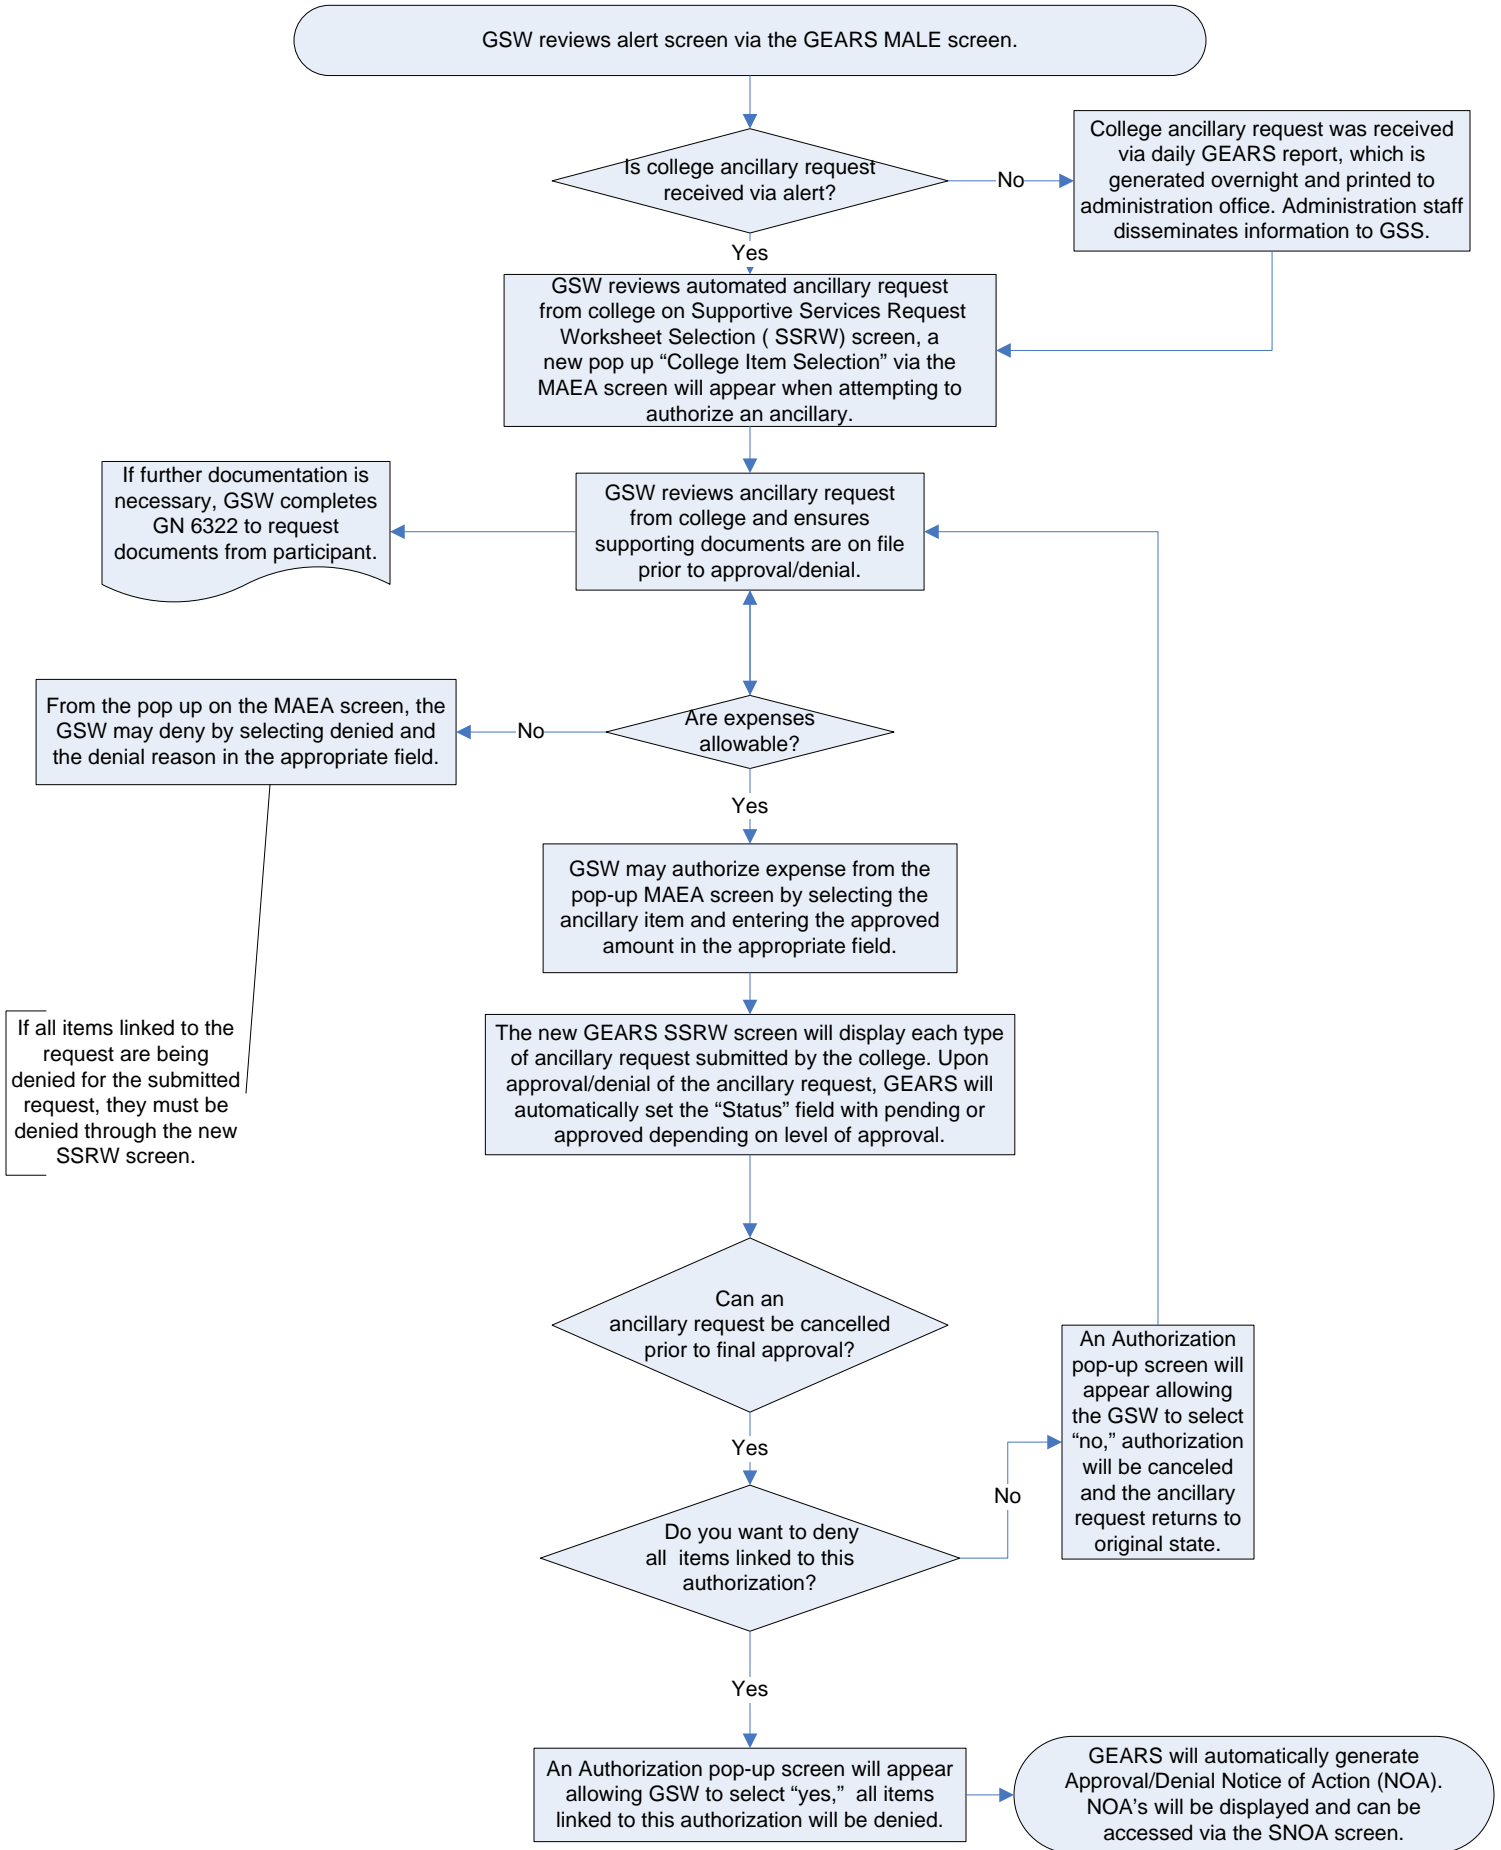 GSW reviews alert screen via the GEARS MALE screen.
Is college ancillary request
received via alert?
No
College ancillary request was received
via daily GEARS report, which is
generated overnight and printed to
administration office. Administration staff
disseminates information to GSS.
Yes
GSW reviews automated ancillary request
from college on Supportive Services Request
Worksheet Selection ( SSRW) screen, a
new pop up “College Item Selection” via the
MAEA screen will appear when attempting to
authorize an ancillary.
If further documentation is
necessary, GSW completes
GN 6322 to request
documents from participant.
GSW reviews ancillary request
from college and ensures
supporting documents are on file
prior to approval/denial.
From the pop up on the MAEA screen, the
GSW may deny by selecting denied and
the denial reason in the appropriate field.
No
Are expenses
allowable?
Yes
GSW may authorize expense from the
pop-up MAEA screen by selecting the
ancillary item and entering the approved
amount in the appropriate field.
If all items linked to the
request are being
denied for the submitted
request, they must be
denied through the new
SSRW screen.
The new GEARS SSRW screen will display each type
of ancillary request submitted by the college. Upon
approval/denial of the ancillary request, GEARS will
automatically set the “Status” field with pending or
approved depending on level of approval.
Can an
ancillary request be cancelled
prior to final approval?
Yes
An Authorization
pop-up screen will
appear allowing
the GSW to select
“no,” authorization
will be canceled
and the ancillary
request returns to
original state.
No
Do you want to deny
all  items linked to this
authorization?
Yes
An Authorization pop-up screen will appear
allowing GSW to select “yes,”  all items
linked to this authorization will be denied.
GEARS will automatically generate
Approval/Denial Notice of Action (NOA).
NOA’s will be displayed and can be
accessed via the SNOA screen.